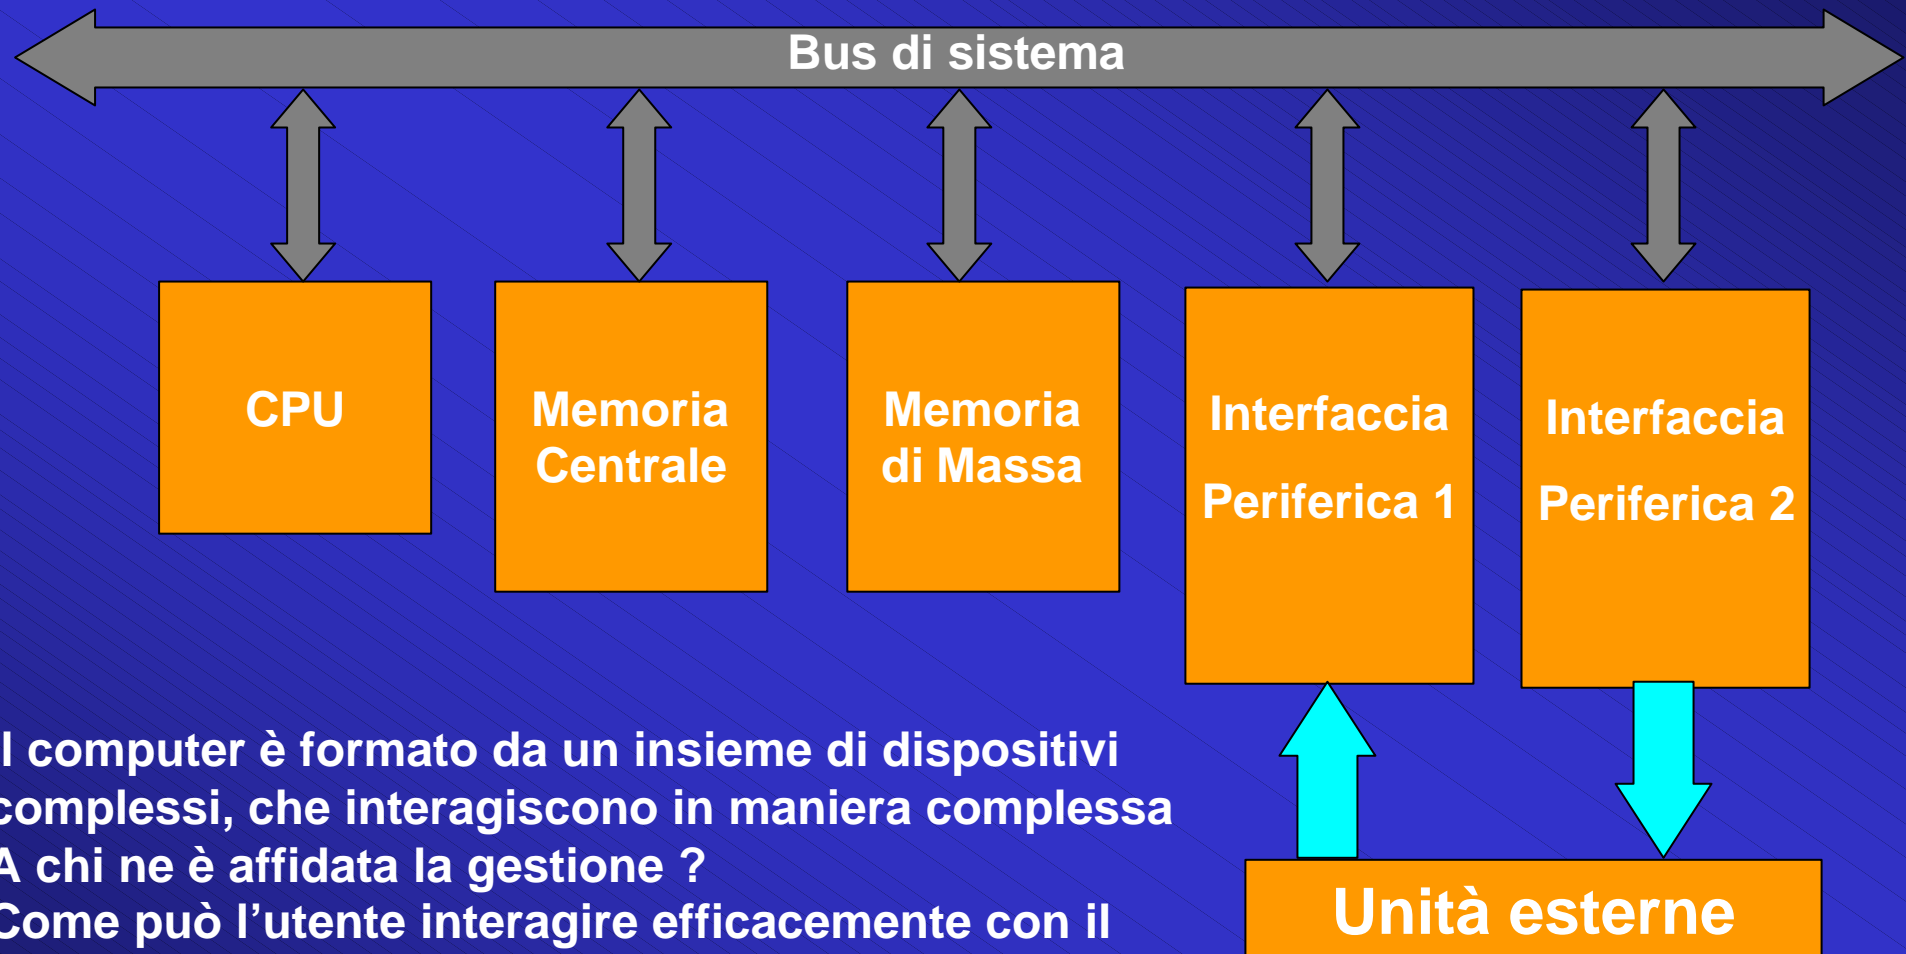 Bus di sistema
CPU
Memoria
Centrale
Memoria
di Massa
Interfaccia
Periferica 1
Interfaccia
Periferica 2
l computer è formato da un insieme di dispositivi
complessi, che interagiscono in maniera complessa
A chi ne è affidata la gestione ?
Come può l’utente interagire efficacemente con il
Unità esterne